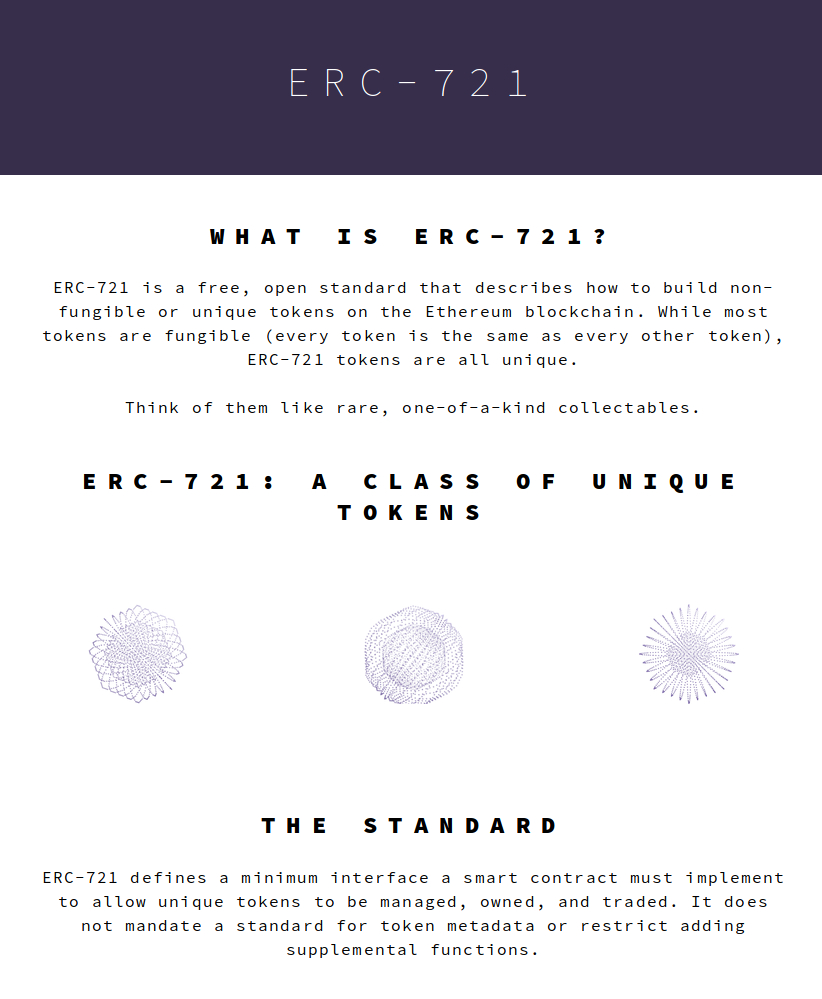 ERC-721
WHAT IS ERC-721?
ERC-721 is a free, open standard that describes how to build non-
fungible or unique tokens on the Ethereum blockchain. While most
tokens are fungible (every token is the same as every other token),
ERC-721 tokens are all unique.
Think of them like rare, one-of-a-kind collectables.
ERC-721: A CLASS OF UNIQUE
TOKENS
THE STANDARD
ERC-721 defines a minimum interface a smart contract must implement
to allow unique tokens to be managed, owned, and traded. It does
not mandate a standard for token metadata or restrict adding
supplemental functions.